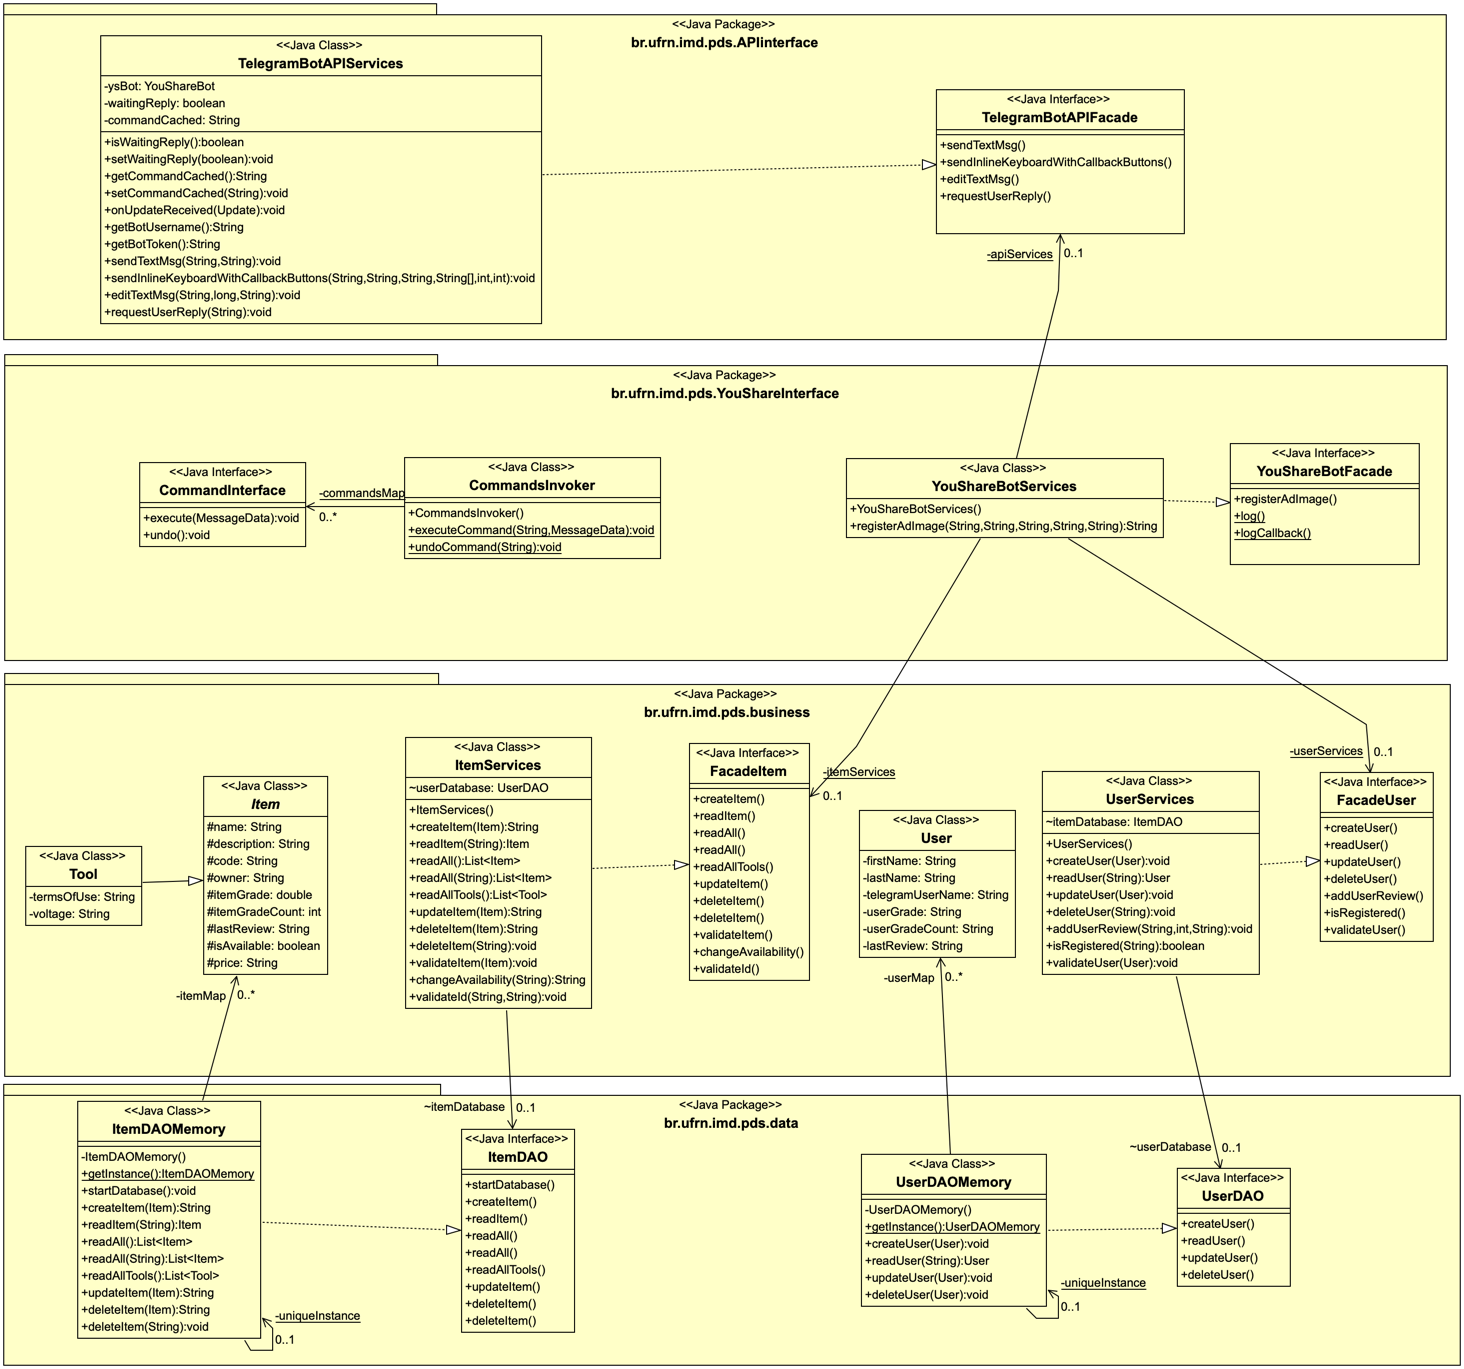 <<Java Package>>
br.ufrn.imd.pds.APIinterface
<<Java Class>>
TelegramBotAPIServices
-ysBot: YouShareBot
-waitingReply: boolean
-commandCached: String
+isWaitingReply():boolean
+setWaitingReply(boolean):void
+getCommandCached():String
+setCommandCached(String):void
+onUpdateReceived(Update):void
+getBotUsername():String
+getBotToken():String
+sendTextMsg(String,String):void
+sendInlineKeyboardWithCallbackButtons(String,String,String,String[],int,int):void
+editTextMsg(String,long,String):void
+requestUserReply(String):void
<<Java Interface>>
TelegramBotAPIFacade
+sendTextMsg()
+sendInlineKeyboardWithCallbackButtons()
+editTextMsg()
+requestUserReply()
-apiServices
0..1
<<Java Package>>
br.ufrn.imd.pds.YouShareInterface
<<Java Interface>>
CommandInterface
+execute(MessageData):void
+undo():void
-commandsMap
0..*
<<Java Class>>
CommandsInvoker
+CommandsInvoker()
+executeCommand(String,MessageData):void
+undoCommand(String):void
<<Java Class>>
YouShareBotServices
+YouShareBotServices()
+registerAdImage(String,String,String,String,String):String
<<Java Interface>>
YouShareBotFacade
+registerAdImage()
+log()
+logCallback()
<<Java Package>>
br.ufrn.imd.pds.business
<<Java Class>>
Tool
-termsOfUse: String
-voltage: String
<<Java Class>>
Item
#name: String
#description: String
#code: String
#owner: String
#itemGrade: double
#itemGradeCount: int
#lastReview: String
#isAvailable: boolean
#price: String
-itemMap
0..*
<<Java Class>>
ItemServices
~userDatabase: UserDAO
+ItemServices()
+createItem(Item):String
+readItem(String):Item
+readAll():List<Item>
+readAll(String):List<Item>
+readAllTools():List<Tool>
+updateItem(Item):String
+deleteItem(Item):String
+deleteItem(String):void
+validateItem(Item):void
+changeAvailability(String):String
+validateId(String,String):void
<<Java Interface>>
FacadeItem
+createItem()
+readItem()
+readAll()
+readAll()
+readAllTools()
+updateItem()
+deleteItem()
+deleteItem()
+validateItem()
+changeAvailability()
+validateId()
-itemServices
0..1
<<Java Class>>
User
-firstName: String
-lastName: String
-telegramUserName: String
-userGrade: String
-userGradeCount: String
-lastReview: String
-userMap
0..*
<<Java Class>>
UserServices
~itemDatabase: ItemDAO
+UserServices()
+createUser(User):void
+readUser(String):User
+updateUser(User):void
+deleteUser(String):void
+addUserReview(String,int,String):void
+isRegistered(String):boolean
+validateUser(User):void
-userServices
0..1
<<Java Interface>>
FacadeUser
+createUser()
+readUser()
+updateUser()
+deleteUser()
+addUserReview()
+isRegistered()
+validateUser()
<<Java Package>>
br.ufrn.imd.pds.data
<<Java Class>>
ItemDAOMemory
-ItemDAOMemory()
+getInstance():ItemDAOMemory
+startDatabase():void
+createItem(Item):String
+readItem(String):Item
+readAll():List<Item>
+readAll(String):List<Item>
+readAllTools():List<Tool>
+updateItem(Item):String
+deleteItem(Item):String
+deleteItem(String):void
-uniqueInstance
0..1
~itemDatabase
0..1
<<Java Interface>>
ItemDAO
+startDatabase()
+createItem()
+readItem()
+readAll()
+readAll()
+readAllTools()
+updateItem()
+deleteItem()
+deleteItem()
<<Java Class>>
UserDAOMemory
-UserDAOMemory()
+getInstance():UserDAOMemory
+createUser(User):void
+readUser(String):User
+updateUser(User):void
+deleteUser(User):void
-uniqueInstance
0..1
~userDatabase
0..1
<<Java Interface>>
UserDAO
+createUser()
+readUser()
+updateUser()
+deleteUser()